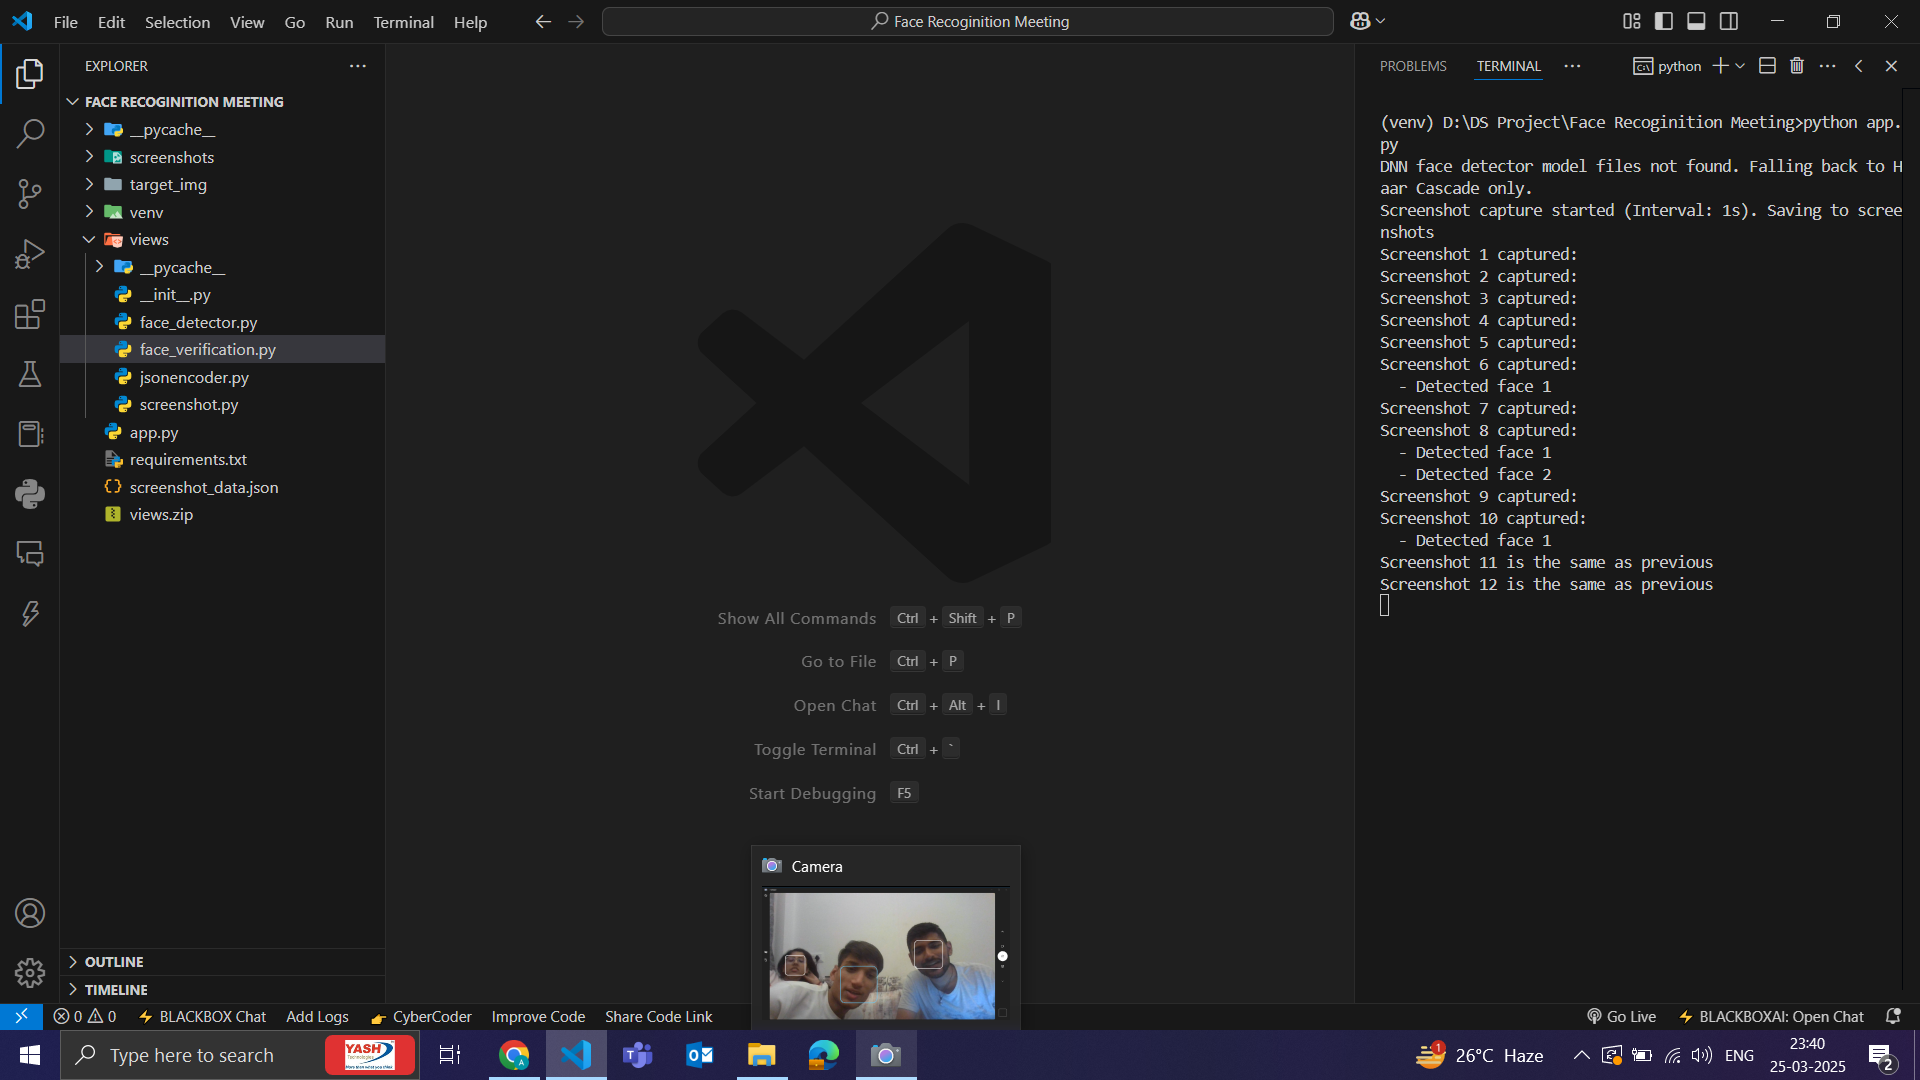 File Edit Selection View Go Run Terminal Help
Face Recoginition Meeting
EXPLORER
FACE RECOGINITION MEETING
__pycache__
screenshots
target_img
venv
views
__pycache__
__init__.py
face_detector.py
face_verification.py
jsonencoder.py
screenshot.py
app.py
requirements.txt
screenshot_data.json
views.zip
OUTLINE
TIMELINE
Show All Commands Ctrl + Shift + P
Go to File Ctrl + P
Open Chat Ctrl + Alt + I
Toggle Terminal Ctrl + `
Start Debugging F5
Camera
PROBLEMS TERMINAL ··· python
(venv) D:\DS Project\Face Recoginition Meeting>python app.
py
DNN face detector model files not found. Falling back to H
aar Cascade only.
Screenshot capture started (Interval: 1s). Saving to scree
nshots
Screenshot 1 captured:
Screenshot 2 captured:
Screenshot 3 captured:
Screenshot 4 captured:
Screenshot 5 captured:
Screenshot 6 captured:
- Detected face 1
Screenshot 7 captured:
Screenshot 8 captured:
- Detected face 1
- Detected face 2
Screenshot 9 captured:
Screenshot 10 captured:
- Detected face 1
Screenshot 11 is the same as previous
Screenshot 12 is the same as previous
0 0 BLACKBOX Chat Add Logs CyberCoder Improve Code Share Code Link Go Live BLACKBOXAI: Open Chat
Type here to search YASH Technologies 1 26°C Haze ENG 23:40
25-03-2025 2